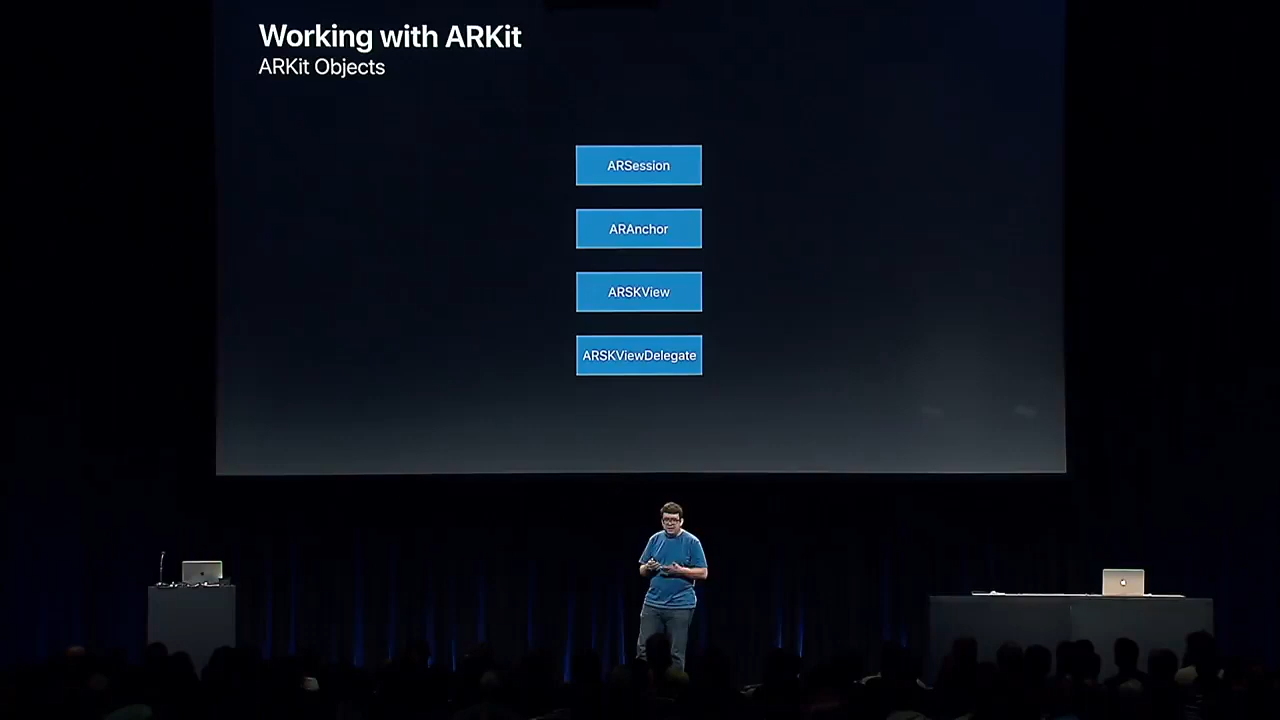 Working with ARKit
ARKit Objects
ARSession
ARAnchor
ARSKView
ARSKViewDelegate